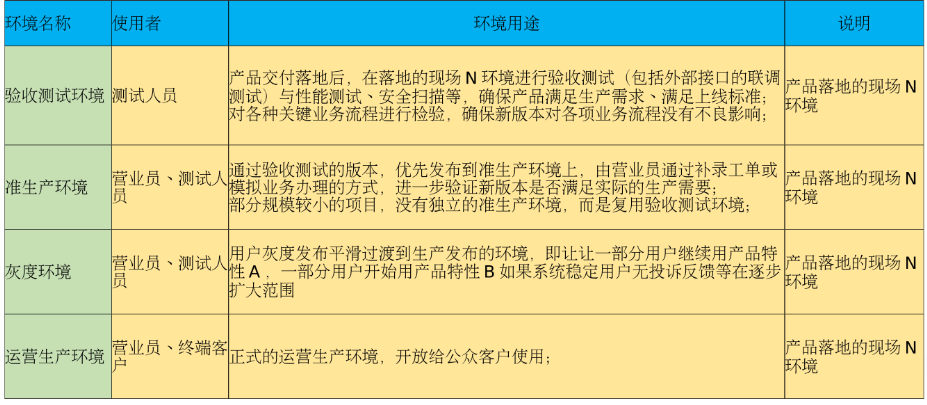 环境名称 使用者 环境用途 说明
验收测试环境 测试人员
产品交付落地后，在落地的现场 N 环境进行验收测试（包括外部接口的联调
测试）与性能测试、安全扫描等，确保产品满足生产需求、满足上线标准；
对各种关键业务流程进行检验，确保新版本对各项业务流程没有不良影响；
产品落地的现场 N
环境
准生产环境
营业员、测试人
员
通过验收测试的版本，优先发布到准生产环境上，由营业员通过补录工单或
模拟业务办理的方式，进一步验证新版本是否满足实际的生产需要；
部分规模较小的项目，没有独立的准生产环境，而是复用验收测试环境；
产品落地的现场 N
环境
灰度环境
营业员、测试人
员
用户灰度发布平滑过渡到生产发布的环境，即让让一部分用户继续用产品特
性 A ，一部分用户开始用产品特性 B 如果系统稳定用户无投诉反馈等在逐步
扩大范围
产品落地的现场 N
环境
运营生产环境
营业员、终端客
户
正式的运营生产环境，开放给公众客户使用；
产品落地的现场 N
环境